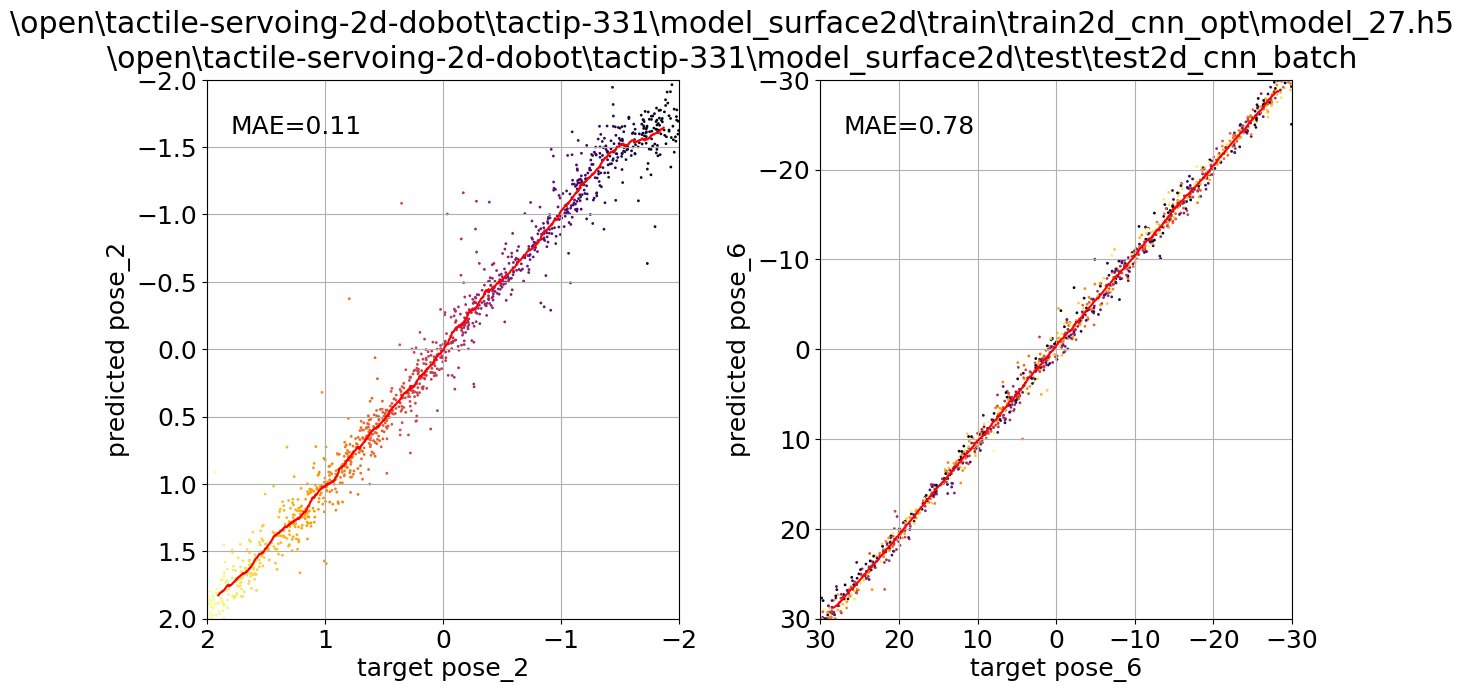 \open\tactile-servoing-2d-dobot\tactip-331\model_surface2d\train\train2d_cnn_opt\model_27.h5
\open\tactile-servoing-2d-dobot\tactip-331\model_surface2d\test\test2d_cnn_batch
MAE=0.11
predicted pose_2
−2.0
−1.5
−1.0
−0.5
0.0
0.5
1.0
1.5
2.0
2 1 0 −1 −2
target pose_2
MAE=0.78
predicted pose_6
−30
−20
−10
0
10
20
30
30 20 10 0 −10 −20 −30
target pose_6